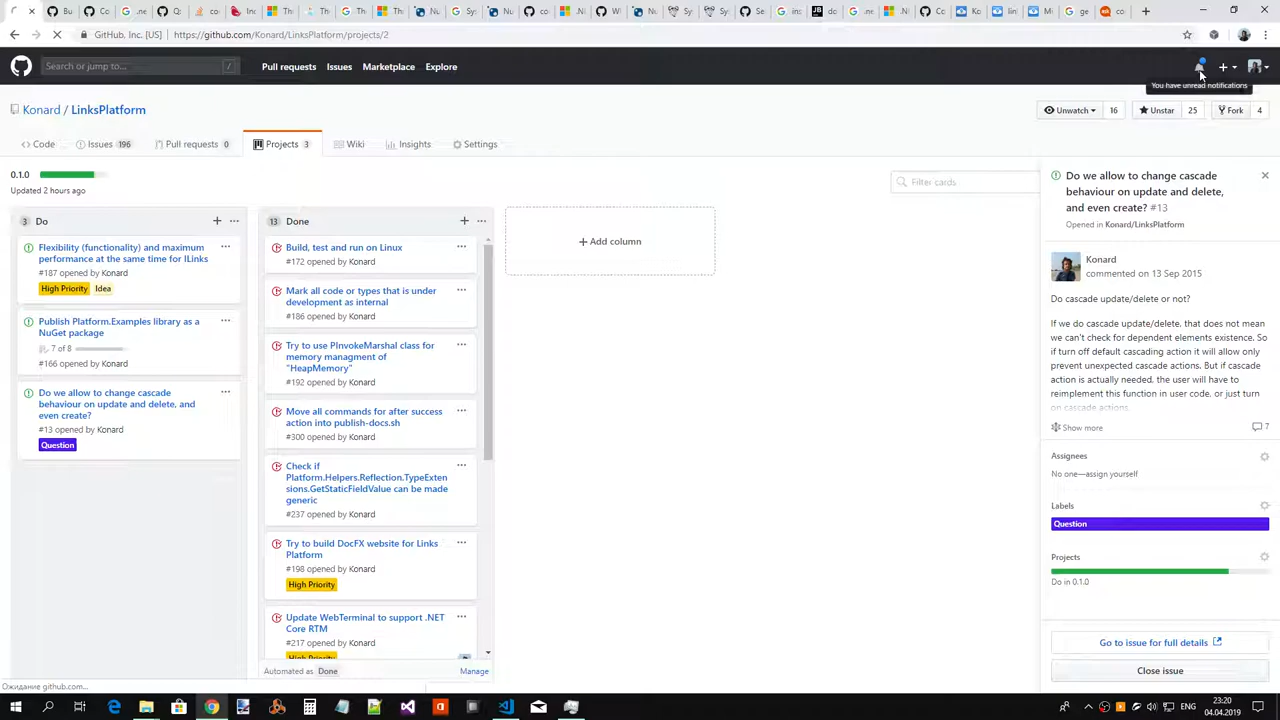 GitHub, Inc. [US] | https://github.com/Konard/LinksPlatform/projects/2
Search or jump to... /
Pull requests Issues Marketplace Explore
You have unread notifications
Konard / LinksPlatform
Unwatch 16 Unstar 25 Fork 4
Code Issues 196 Pull requests 0 Projects 3 Wiki Insights Settings
0.1.0
Updated 2 hours ago
Filter cards
3 Do
Flexibility (functionality) and maximum
performance at the same time for ILinks
#187 opened by Konard
High Priority Idea
Publish Platform.Examples library as a
NuGet package
7 of 8
#166 opened by Konard
Do we allow to change cascade
behaviour on update and delete, and
even create?
#13 opened by Konard
Question
13 Done
Build, test and run on Linux
#172 opened by Konard
Mark all code or types that is under
development as internal
#186 opened by Konard
Try to use PInvokeMarshal class for
memory managment of
"HeapMemory"
#192 opened by Konard
Move all commands for after success
action into publish-docs.sh
#300 opened by Konard
Check if
Platform.Helpers.Reflection.TypeExten
sions.GetStaticFieldValue can be made
generic
#237 opened by Konard
Try to build DocFX website for Links
Platform
#198 opened by Konard
High Priority
Update WebTerminal to support .NET
Core RTM
#217 opened by Konard
High Priority
Automated as Done Manage
+ Add column
Do we allow to change cascade
behaviour on update and delete,
and even create? #13
Opened in Konard/LinksPlatform
Konard
commented on 13 Sep 2015
Do cascade update/delete or not?
If we do cascade update/delete, that does not mean
we can't check for dependent elements existence. So
if turn off default cascading action it will allow only
prevent unexpected cascade actions. But if cascade
action is actually needed, the user will have to
reimplement this function in user code, or just turn
on cascade actions.
Show more 7
Assignees
No one—assign yourself
Labels
Question
Projects
Do in 0.1.0
Go to issue for full details
Close issue
Ожидание github.com...
ENG
23:20
04.04.2019